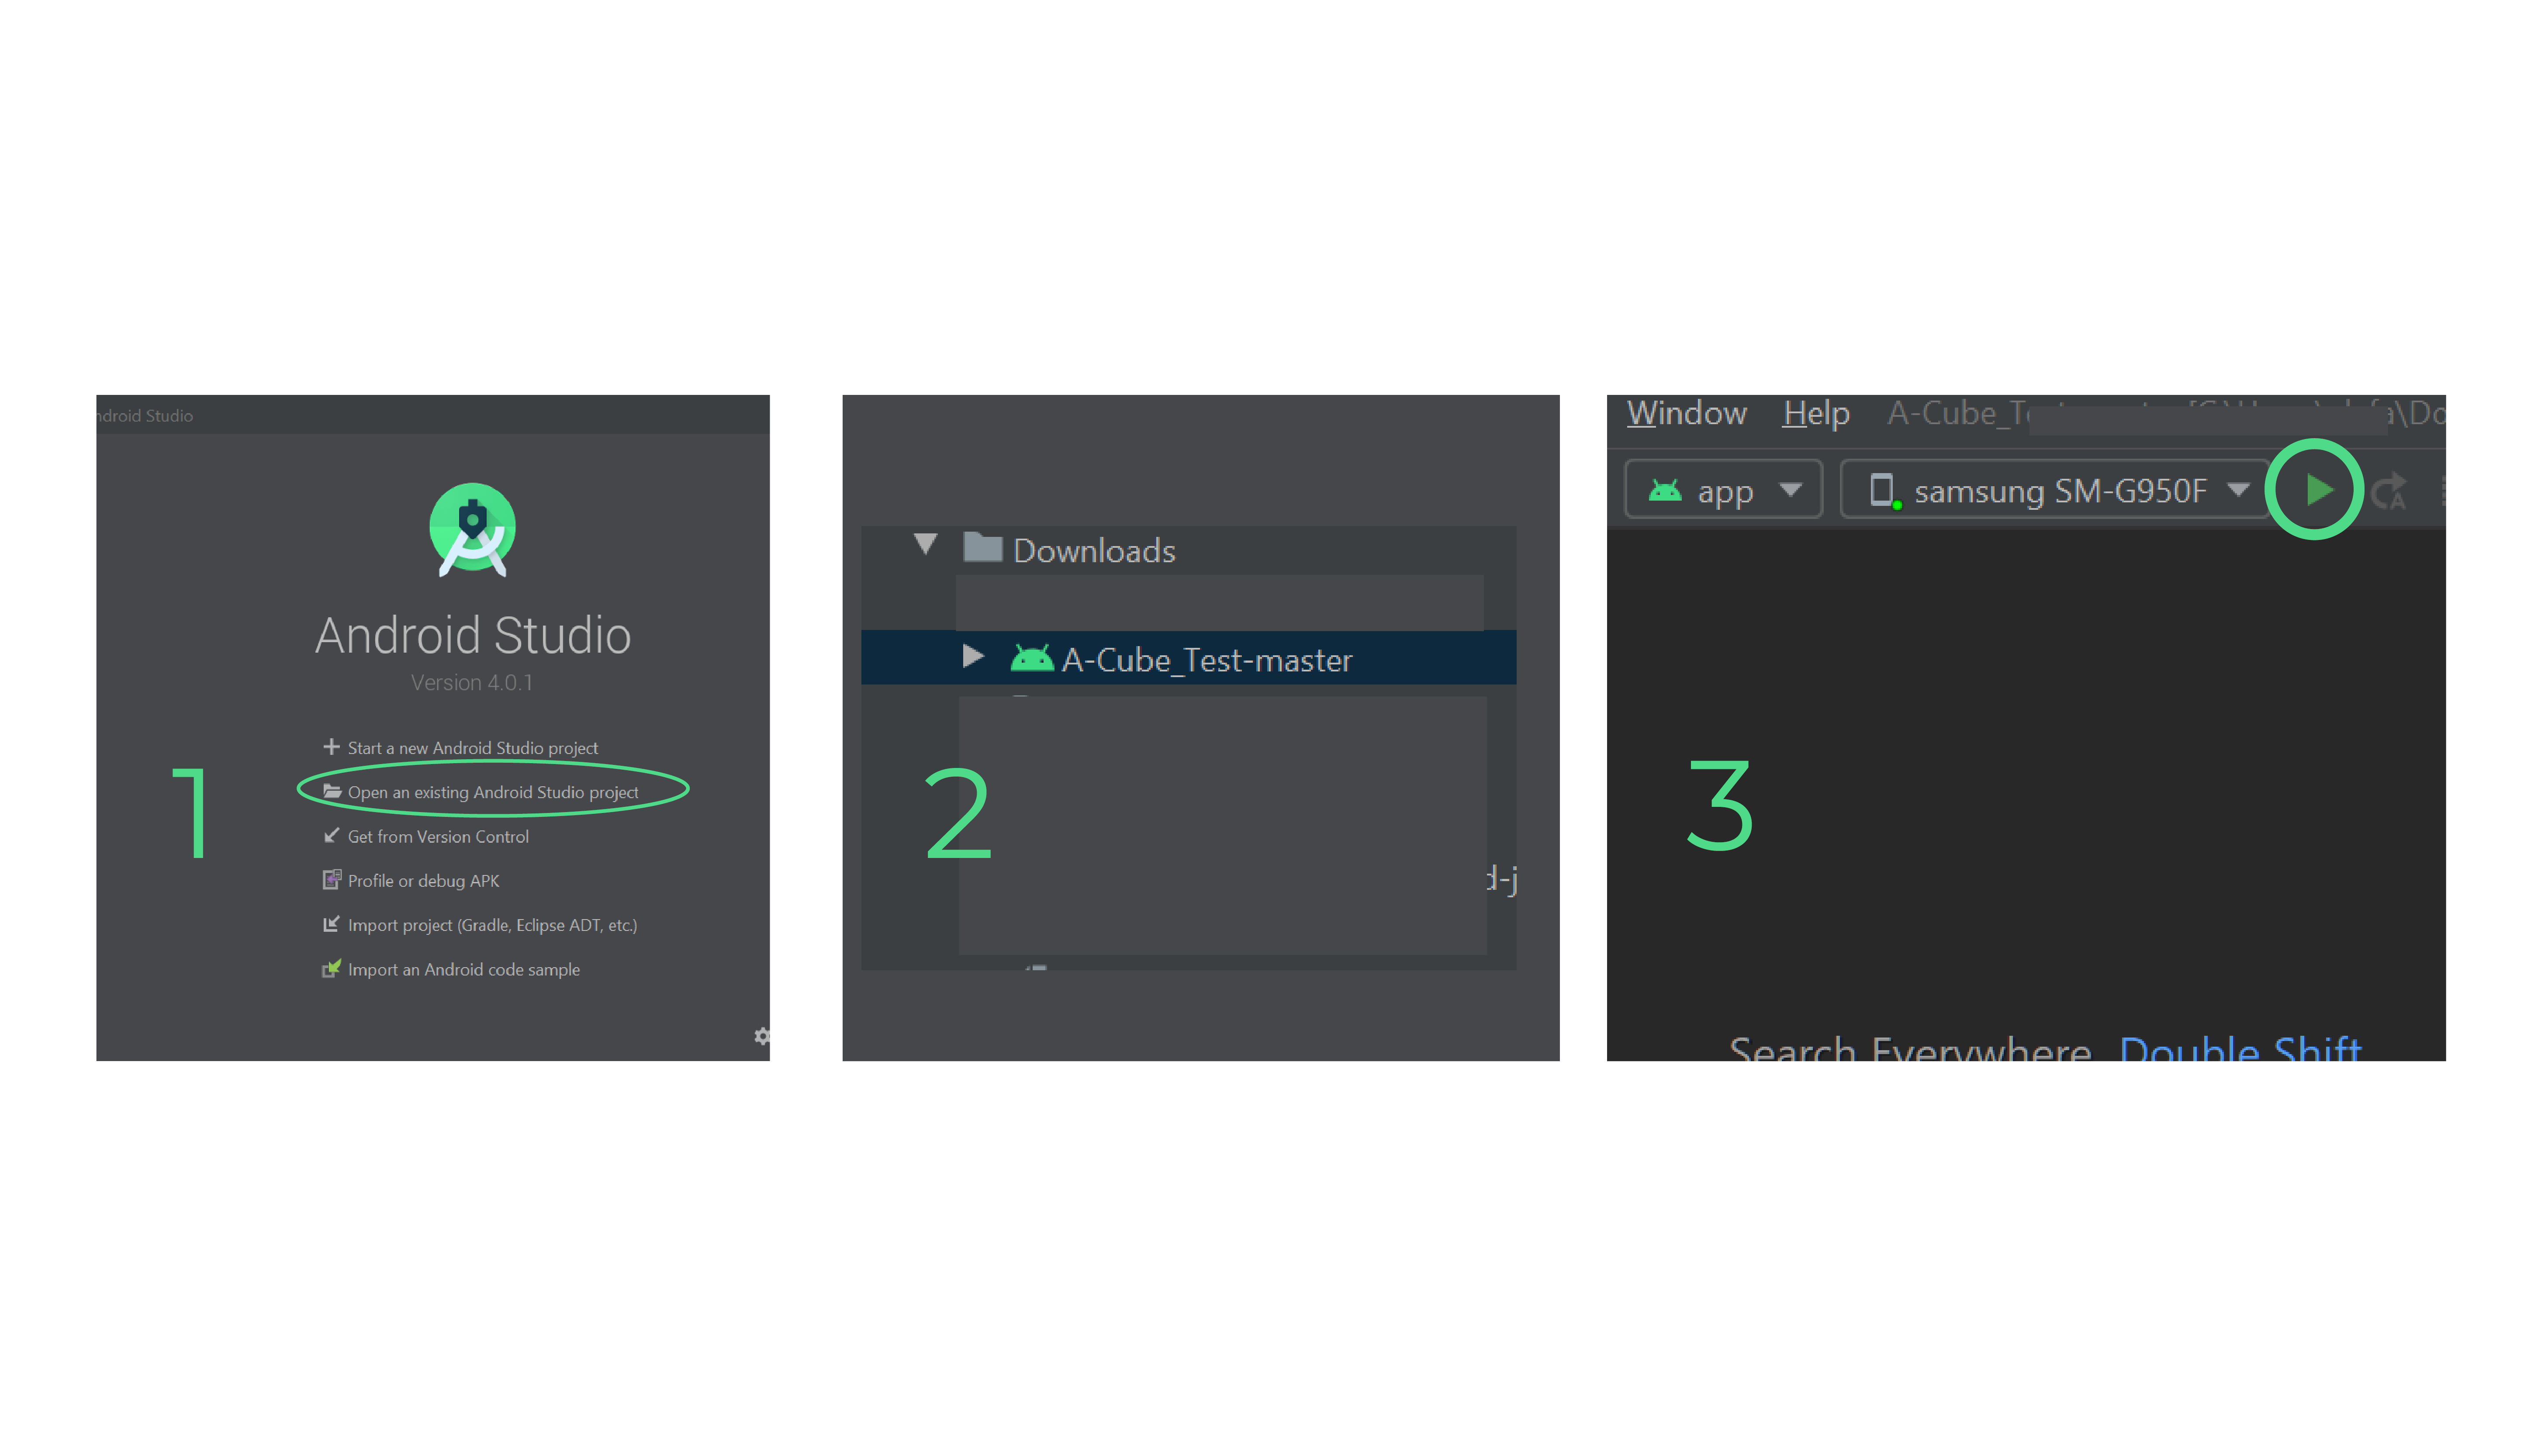 ndroid Studio
Android Studio
Version 4.0.1
Start a new Android Studio project
Open an existing Android Studio project
Get from Version Control
Profile or debug APK
Import project (Gradle, Eclipse ADT, etc.)
Import an Android code sample
1
Downloads
A-Cube_Test-master
d-j
2
Window Help A-Cube_Te a\Do
app samsung SM-G950F
3
Search Everywhere Double Shift